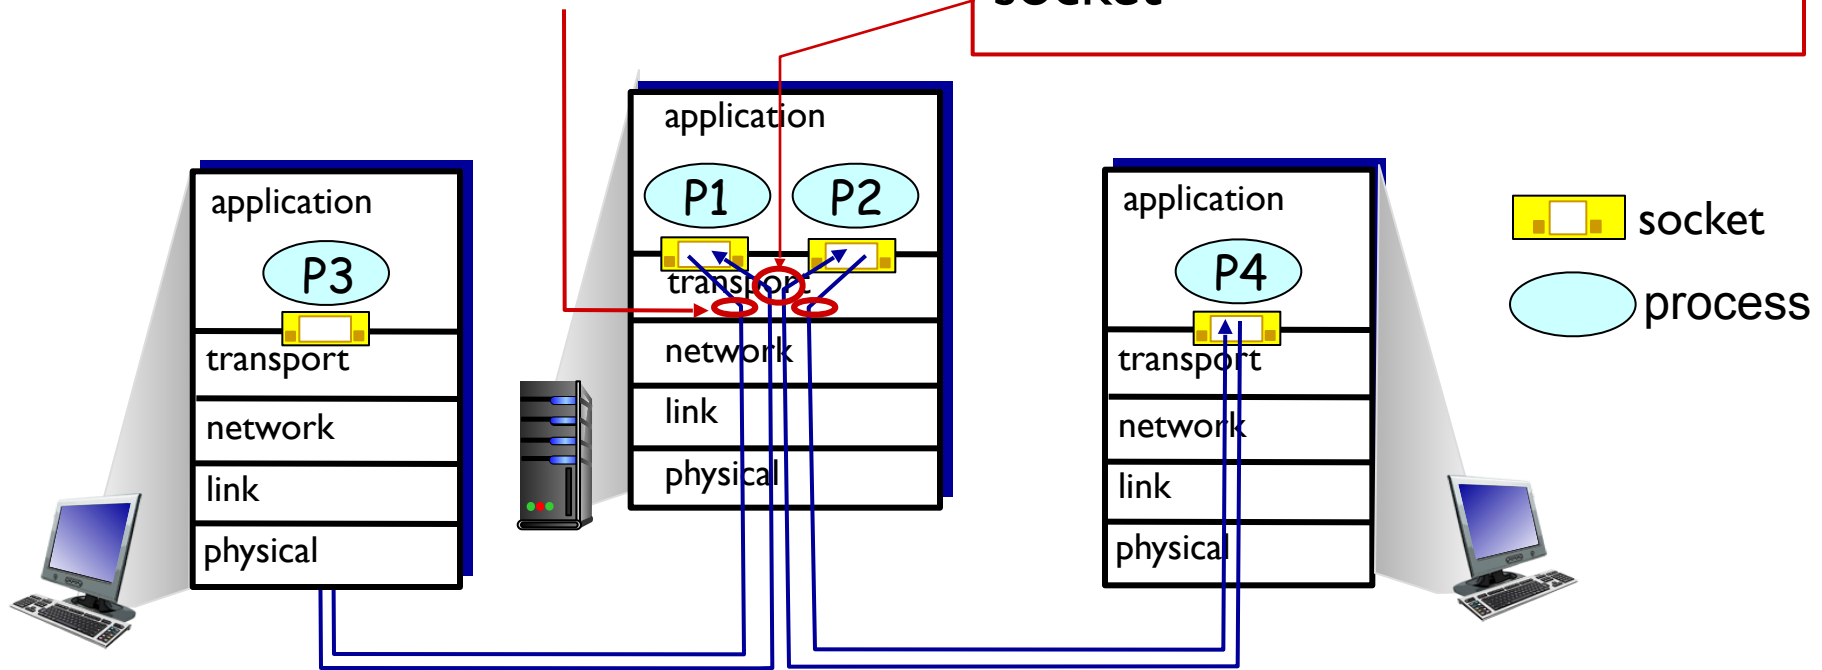 socket
application
P1 P2
transport
network
link
physical
application
P3
transport
network
link
physical
application
P4
transport
network
link
physical
socket
process